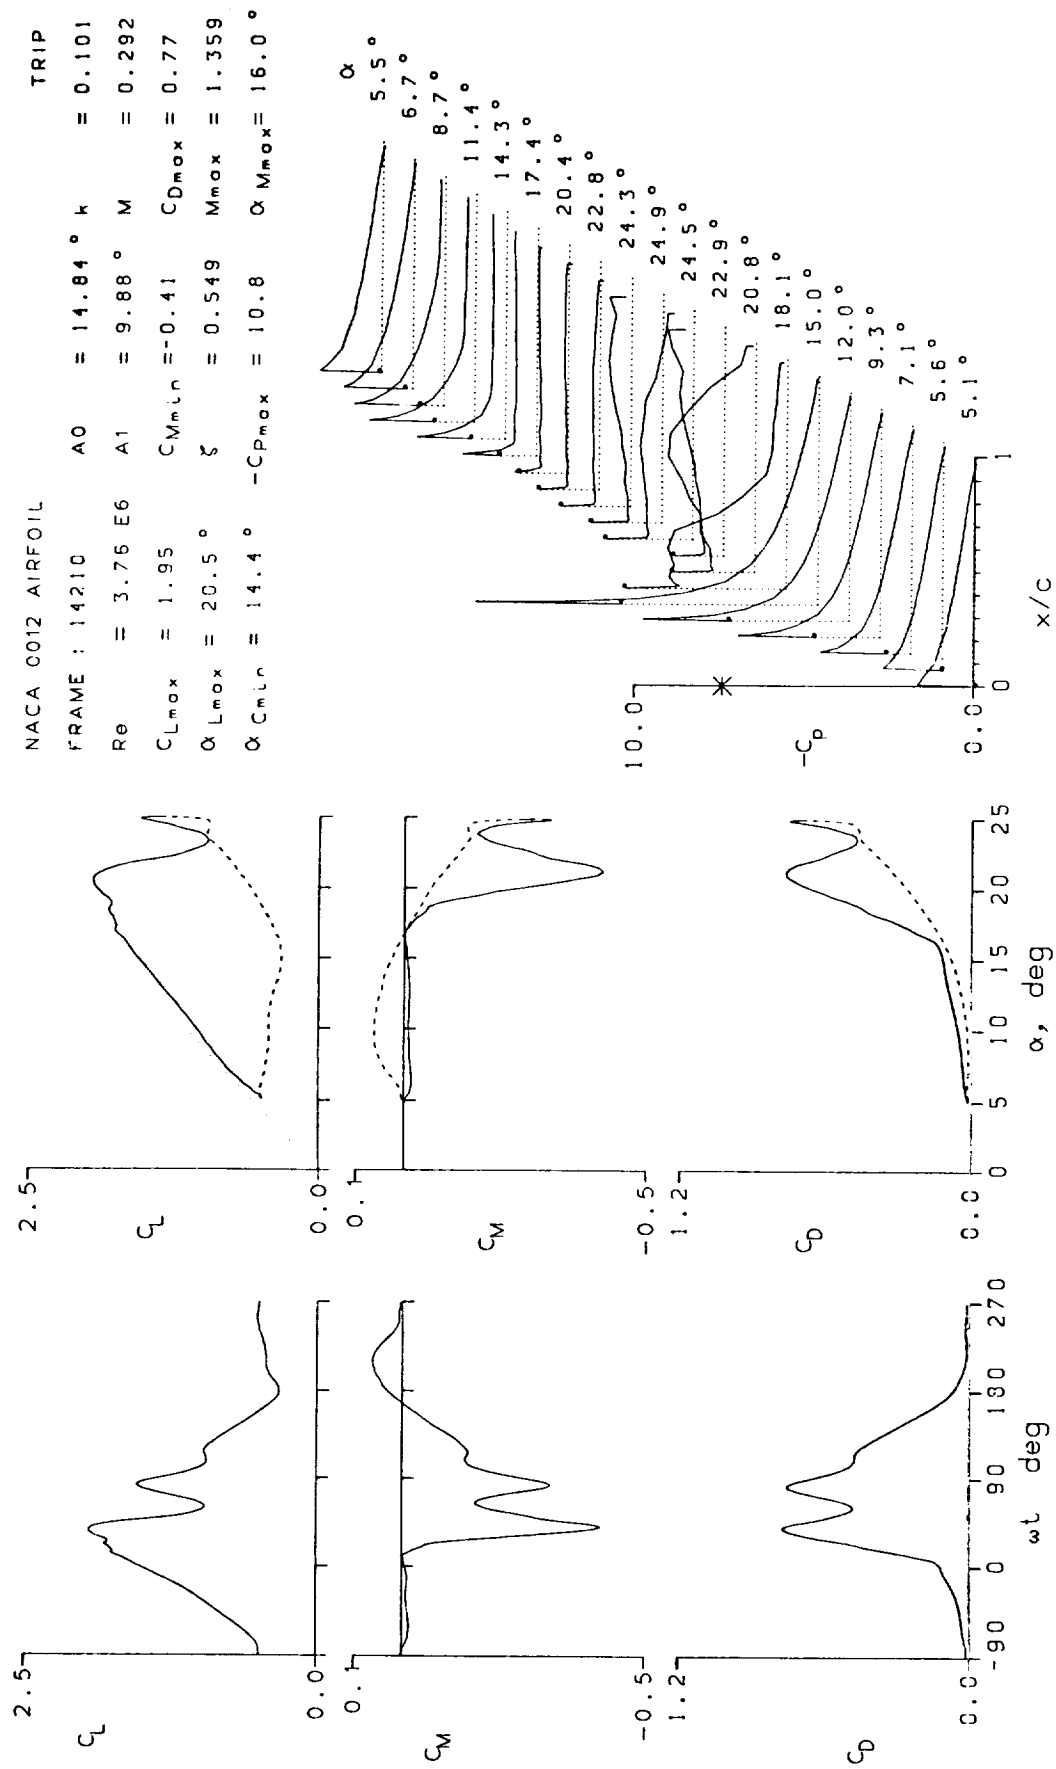 NACA 0012 AIRFOIL TRIP
FRAME: 14210 A0 = 14.84° k = 0.101
Re = 3.76 E6 A1 = 9.88° M = 0.292
CLmax = 1.95 CMmin =-0.41 CDmax = 0.77
αLmax = 20.5° ζ = 0.549 Mmax = 1.359
αCmin = 14.4° -CPmax = 10.8 αMmax= 16.0°
2.5
CL
0.0
0.1
CM
-0.5
1.2
CD
0.0
-90 0 90 180 270
ωt deg
2.5
CL
0.0
0.1
CM
-0.5
1.2
CD
0.0
0 5 10 15 20 25
α, deg
10.0
-Cp
0.0
0 1
x/c
α
5.5°
6.7°
8.7°
11.4°
14.3°
17.4°
20.4°
22.8°
24.3°
24.9°
24.5°
22.9°
20.8°
18.1°
15.0°
12.0°
9.3°
7.1°
5.6°
5.1°